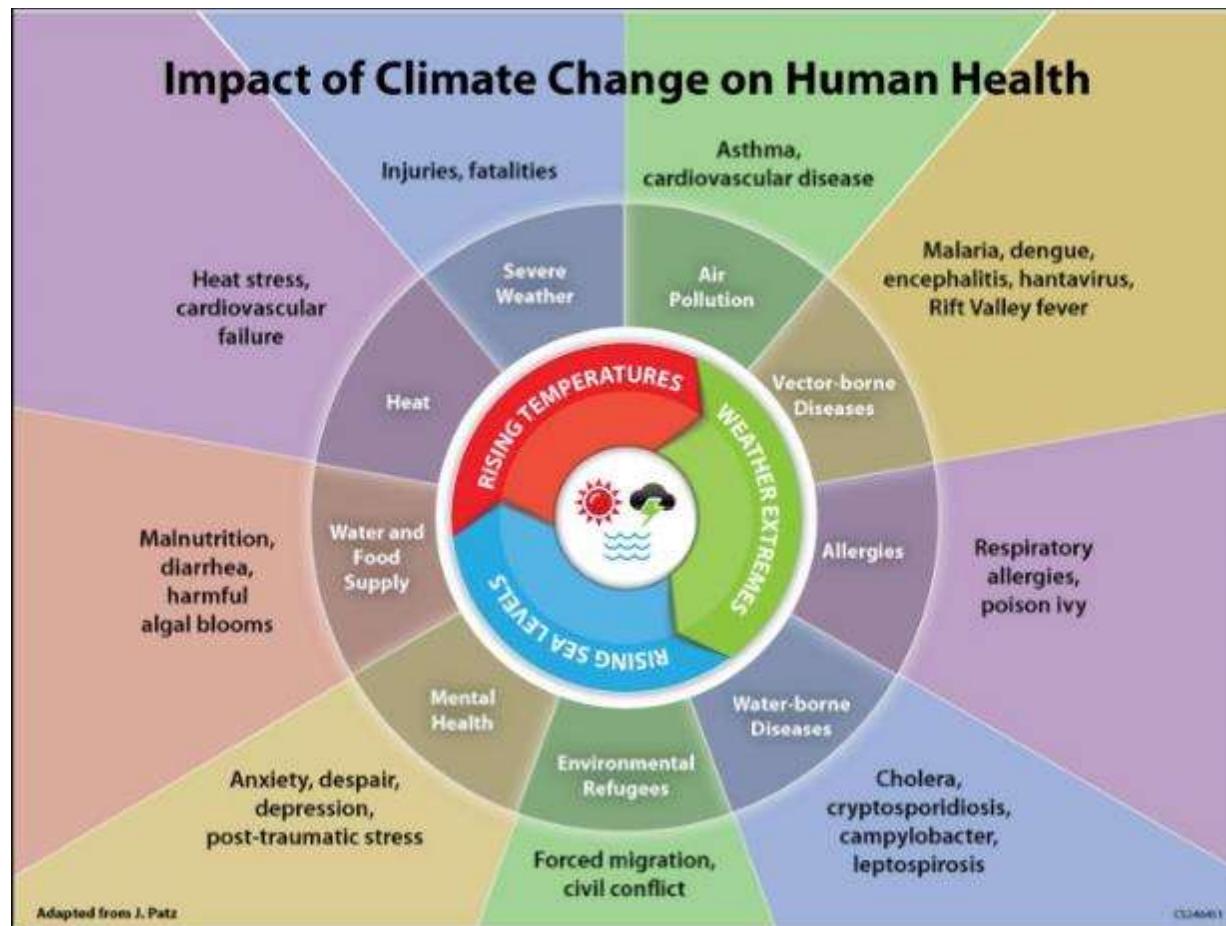 Impact of Climate Change on Human Health
Injuries, fatalities
Asthma,
cardiovascular disease
Severe
Weather
Air
Pollution
Malaria, dengue,
encephalitis, hantavirus,
Rift Valley fever
Vector-borne
Diseases
Heat stress,
cardiovascular
failure
Heat
RISING TEMPERATURES
WEATHER EXTREMES
RISING SEA LEVELS
Allergies
Respiratory
allergies,
poison ivy
Water and
Food
Supply
Malnutrition,
diarrhea,
harmful
algal blooms
Mental
Health
Anxiety, despair,
depression,
post-traumatic stress
Environmental
Refugees
Forced migration,
civil conflict
Water-borne
Diseases
Cholera,
cryptosporidiosis,
campylobacter,
leptospirosis
Adapted from J. Patz